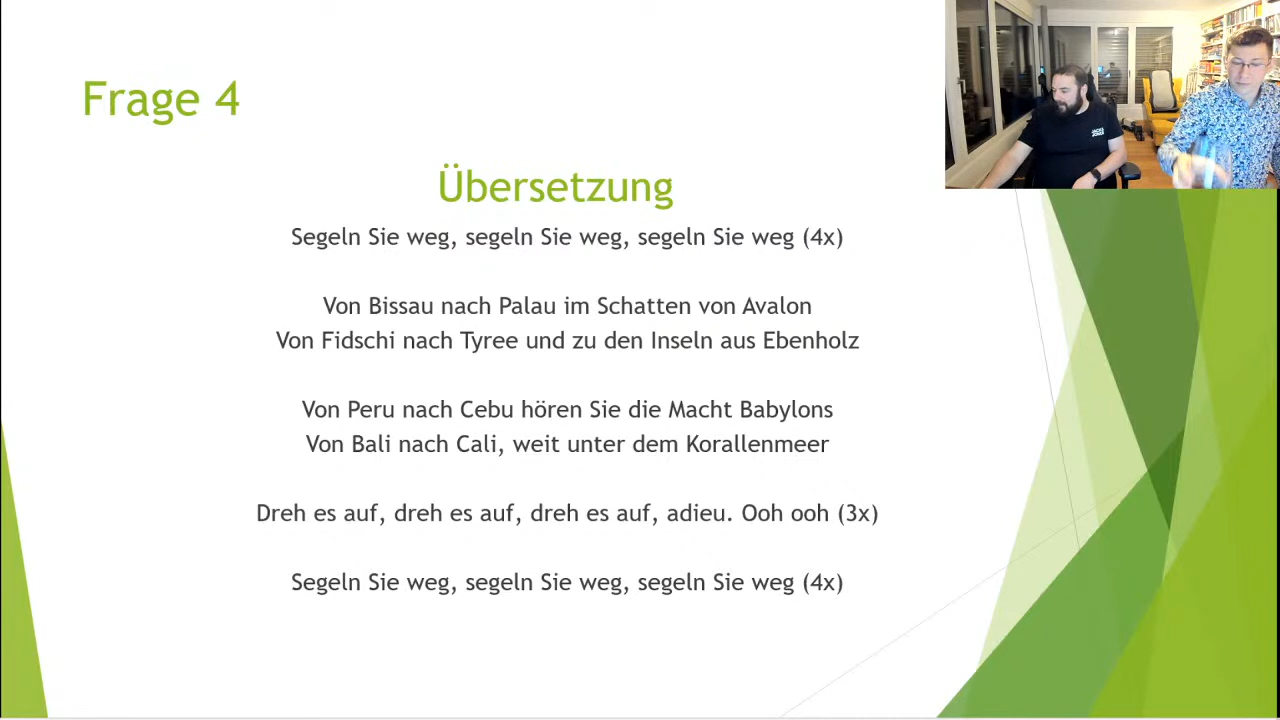 Frage 4
Übersetzung
Segeln Sie weg, segeln Sie weg, segeln Sie weg (4x)
Von Bissau nach Palau im Schatten von Avalon
Von Fidschi nach Tyree und zu den Inseln aus Ebenholz
Von Peru nach Cebu hören Sie die Macht Babylons
Von Bali nach Cali, weit unter dem Korallenmeer
Dreh es auf, dreh es auf, dreh es auf, adieu. Ooh ooh (3x)
Segeln Sie weg, segeln Sie weg, segeln Sie weg (4x)
JACK &
JONES